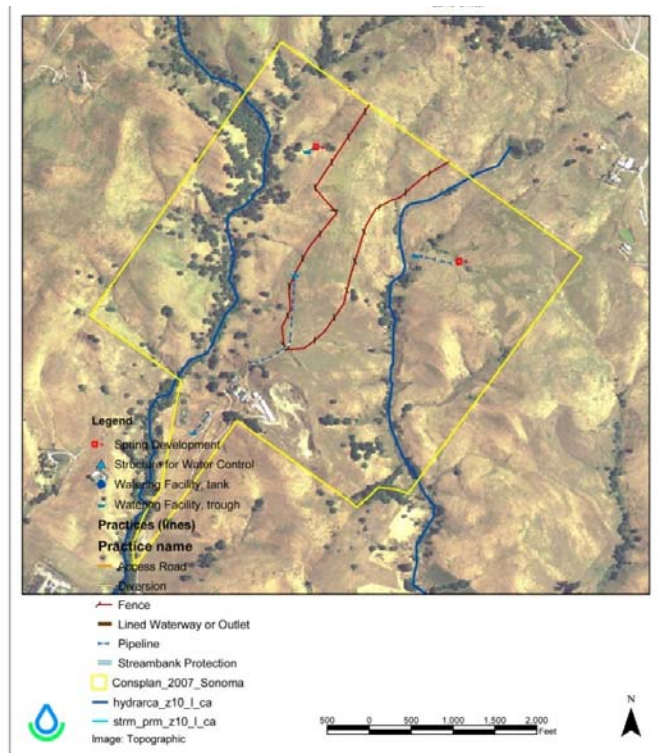 Legend
Spring Development
Structure for Water Control
Watering Facility, tank
Watering Facility, trough
Practices (lines)
Practice name
Access Road
Diversion
Fence
Lined Waterway or Outlet
Pipeline
Streambank Protection
Consplan_2007_Sonoma
hydrarca_z10_l_ca
strm_prm_z10_l_ca
Image: Topographic
N
500 0 500 1,000 1,500 2,000
Feet